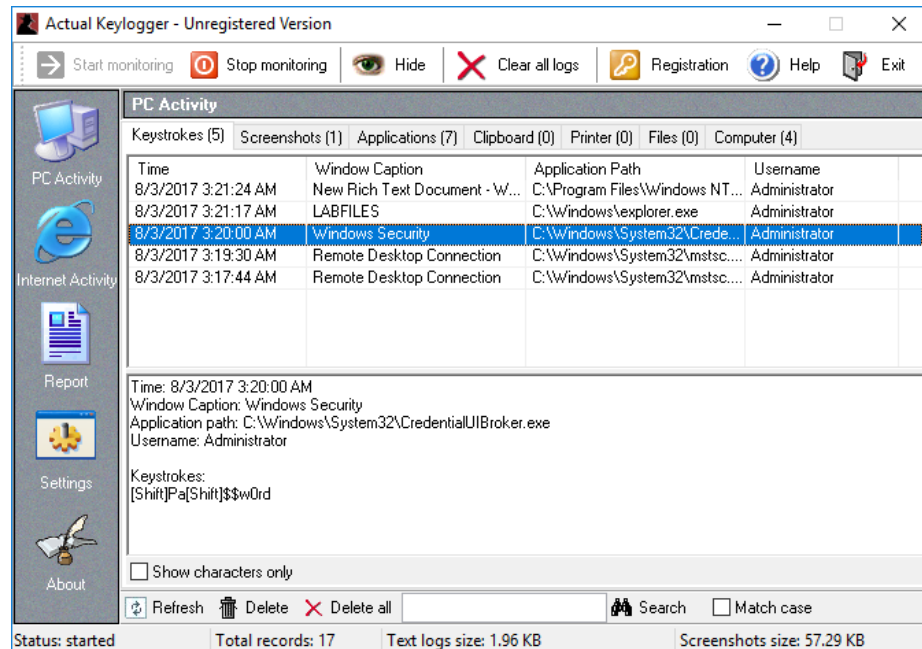 Actual Keylogger - Unregistered Version
Start monitoring Stop monitoring Hide Clear all logs Registration Help Exit
PC Activity
Keystrokes (5) Screenshots (1) Applications (7) Clipboard (0) Printer (0) Files (0) Computer (4)
Time Window Caption Application Path Username
8/3/2017 3:21:24 AM New Rich Text Document - W... C:\Program Files\Windows NT... Administrator
8/3/2017 3:21:17 AM LABFILES C:\Windows\explorer.exe Administrator
8/3/2017 3:20:00 AM Windows Security C:\Windows\System32\Crede... Administrator
8/3/2017 3:19:30 AM Remote Desktop Connection C:\Windows\System32\mstsc.... Administrator
8/3/2017 3:17:44 AM Remote Desktop Connection C:\Windows\System32\mstsc.... Administrator
PC Activity
Internet Activity
Report
Settings
About
Time: 8/3/2017 3:20:00 AM
Window Caption: Windows Security
Application path: C:\Windows\System32\CredentialUIBroker.exe
Username: Administrator
Keystrokes:
[Shift]Pa[Shift]$$w0rd
Show characters only
Refresh Delete Delete all Search Match case
Status: started Total records: 17 Text logs size: 1.96 KB Screenshots size: 57.29 KB